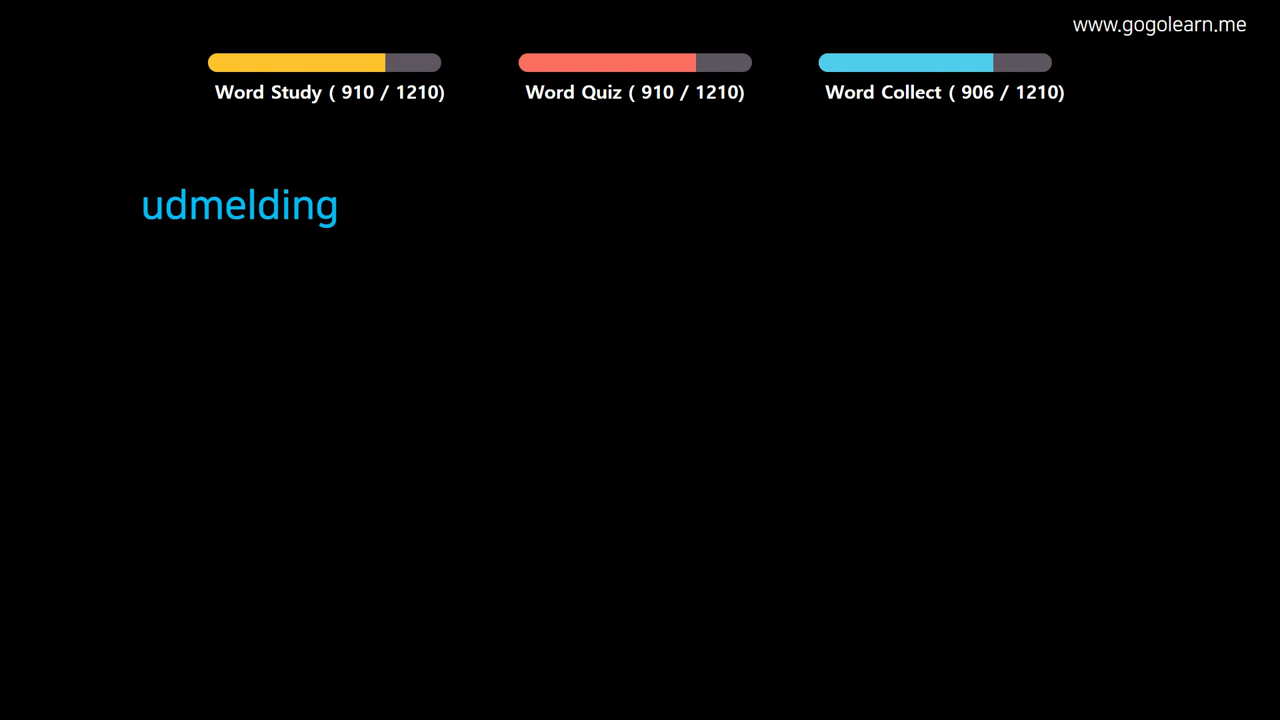 www.gogolearn.me
Word Study ( 910 / 1210)
Word Quiz ( 910 / 1210)
Word Collect ( 906 / 1210)
udmelding